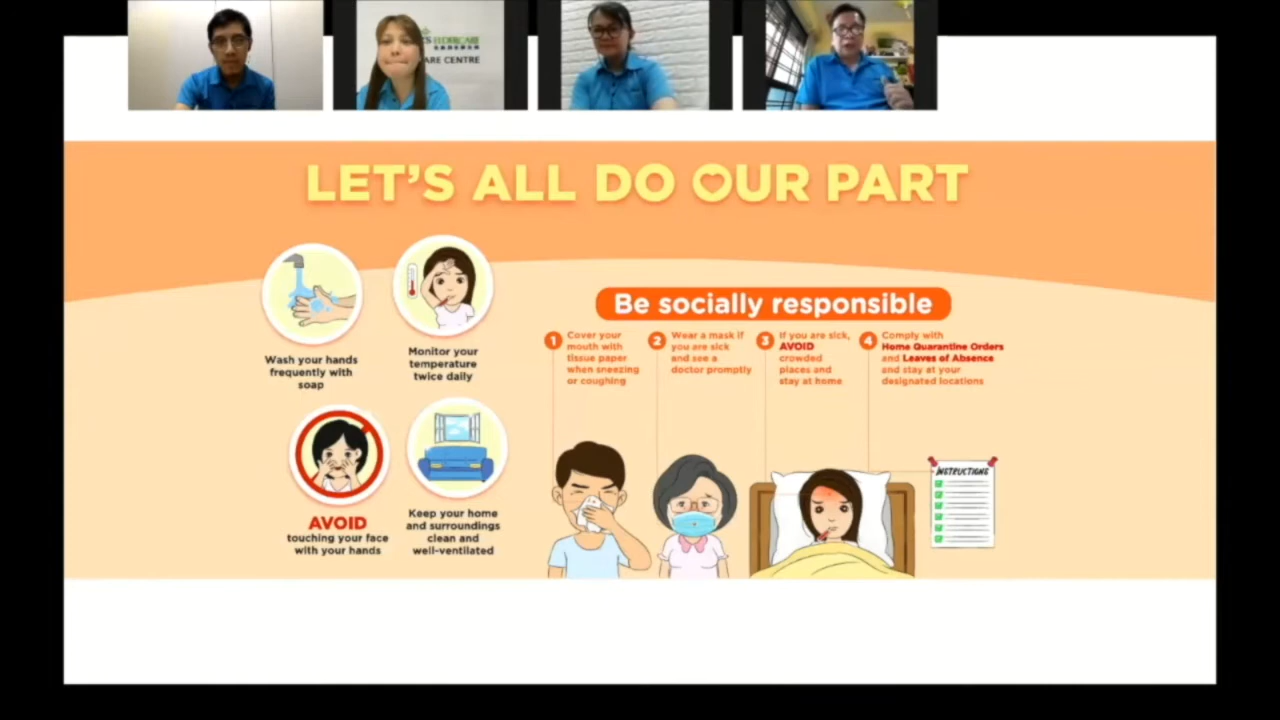 ARE CENTRE
LET'S ALL DO OUR PART
Wash your hands
frequently with
soap
Monitor your
temperature
twice daily
AVOID
touching your face
with your hands
Keep your home
and surroundings
clean and
well-ventilated
Be socially responsible
1
Cover your
mouth with
tissue paper
when sneezing
or coughing
2
Wear a mask if
you are sick
and see a
doctor promptly
3
If you are sick,
AVOID
crowded
places and
stay at home
4
Comply with
Home Quarantine Orders
and Leaves of Absence
and stay at your
designated locations
INSTRUCTIONS